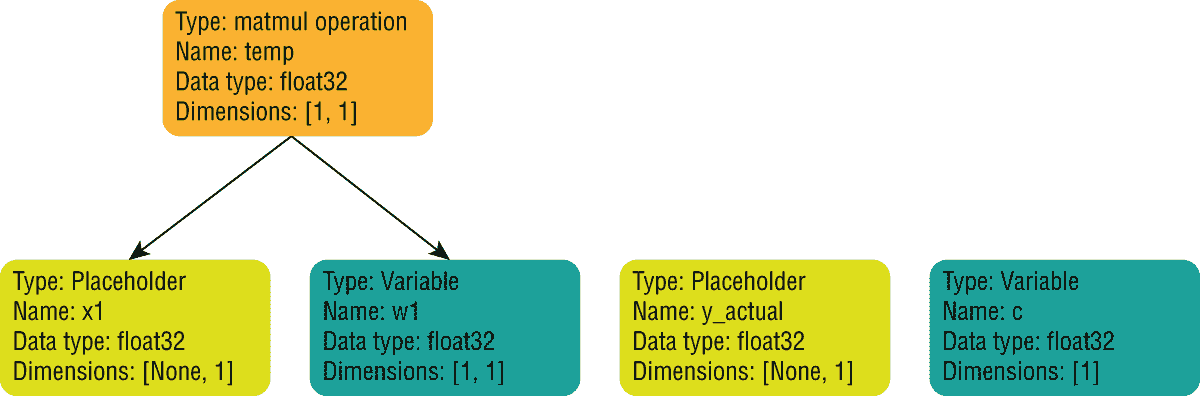 Type: matmul operation
Name: temp
Data type: float32
Dimensions: [1, 1]
Type: Placeholder
Name: x1
Data type: float32
Dimensions: [None, 1]
Type: Variable
Name: w1
Data type: float32
Dimensions: [1, 1]
Type: Placeholder
Name: y_actual
Data type: float32
Dimensions: [None, 1]
Type: Variable
Name: c
Data type: float32
Dimensions: [1]